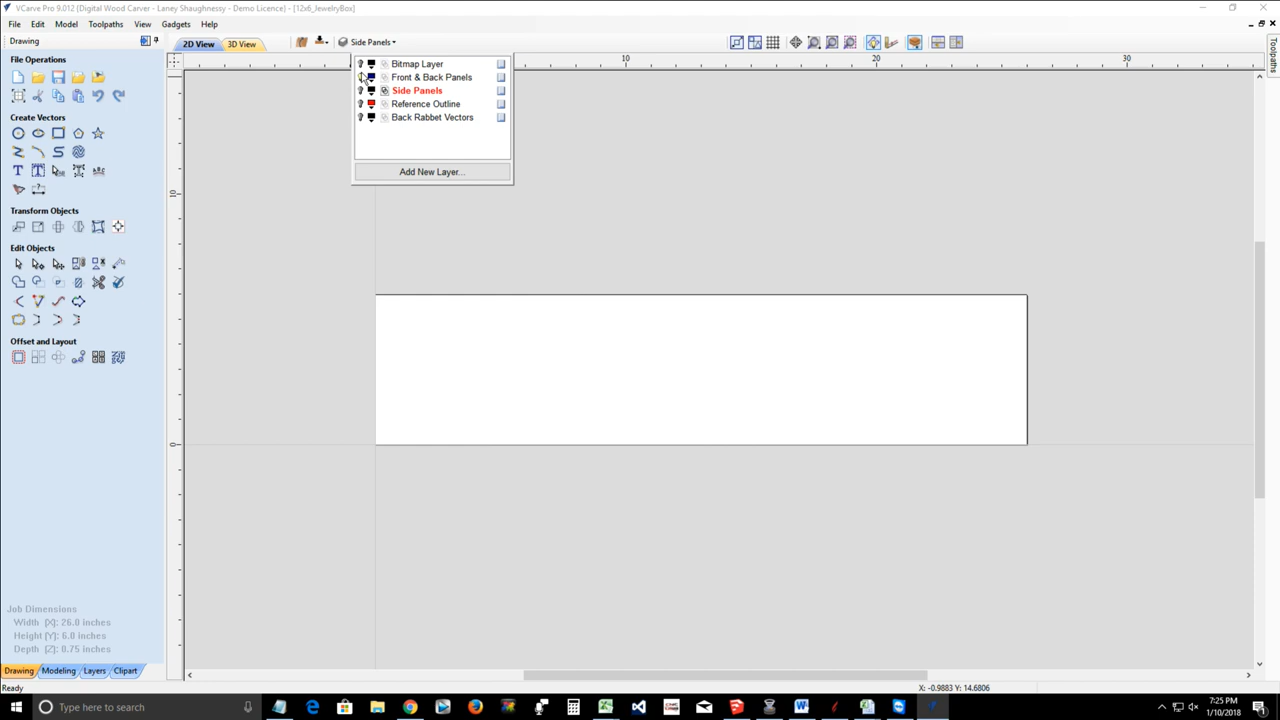 VCarve Pro 9.012 {Digital Wood Carver - Laney Shaughnessy - Demo Licence} - [12x6_JewelryBox]
File Edit Model Toolpaths View Gadgets Help
Drawing
2D View
3D View
Side Panels
Toolpaths
File Operations
Create Vectors
Transform Objects
Edit Objects
Offset and Layout
Bitmap Layer
Front & Back Panels
Side Panels
Reference Outline
Back Rabbet Vectors
Add New Layer...
10
20
30
10
0
Job Dimensions
Width (X): 26.0 inches
Height (Y): 6.0 inches
Depth (Z): 0.75 inches
Drawing Modeling Layers Clipart
Ready
X: -0.9883 Y: 14.6806
Type here to search
7:25 PM
1/10/2018